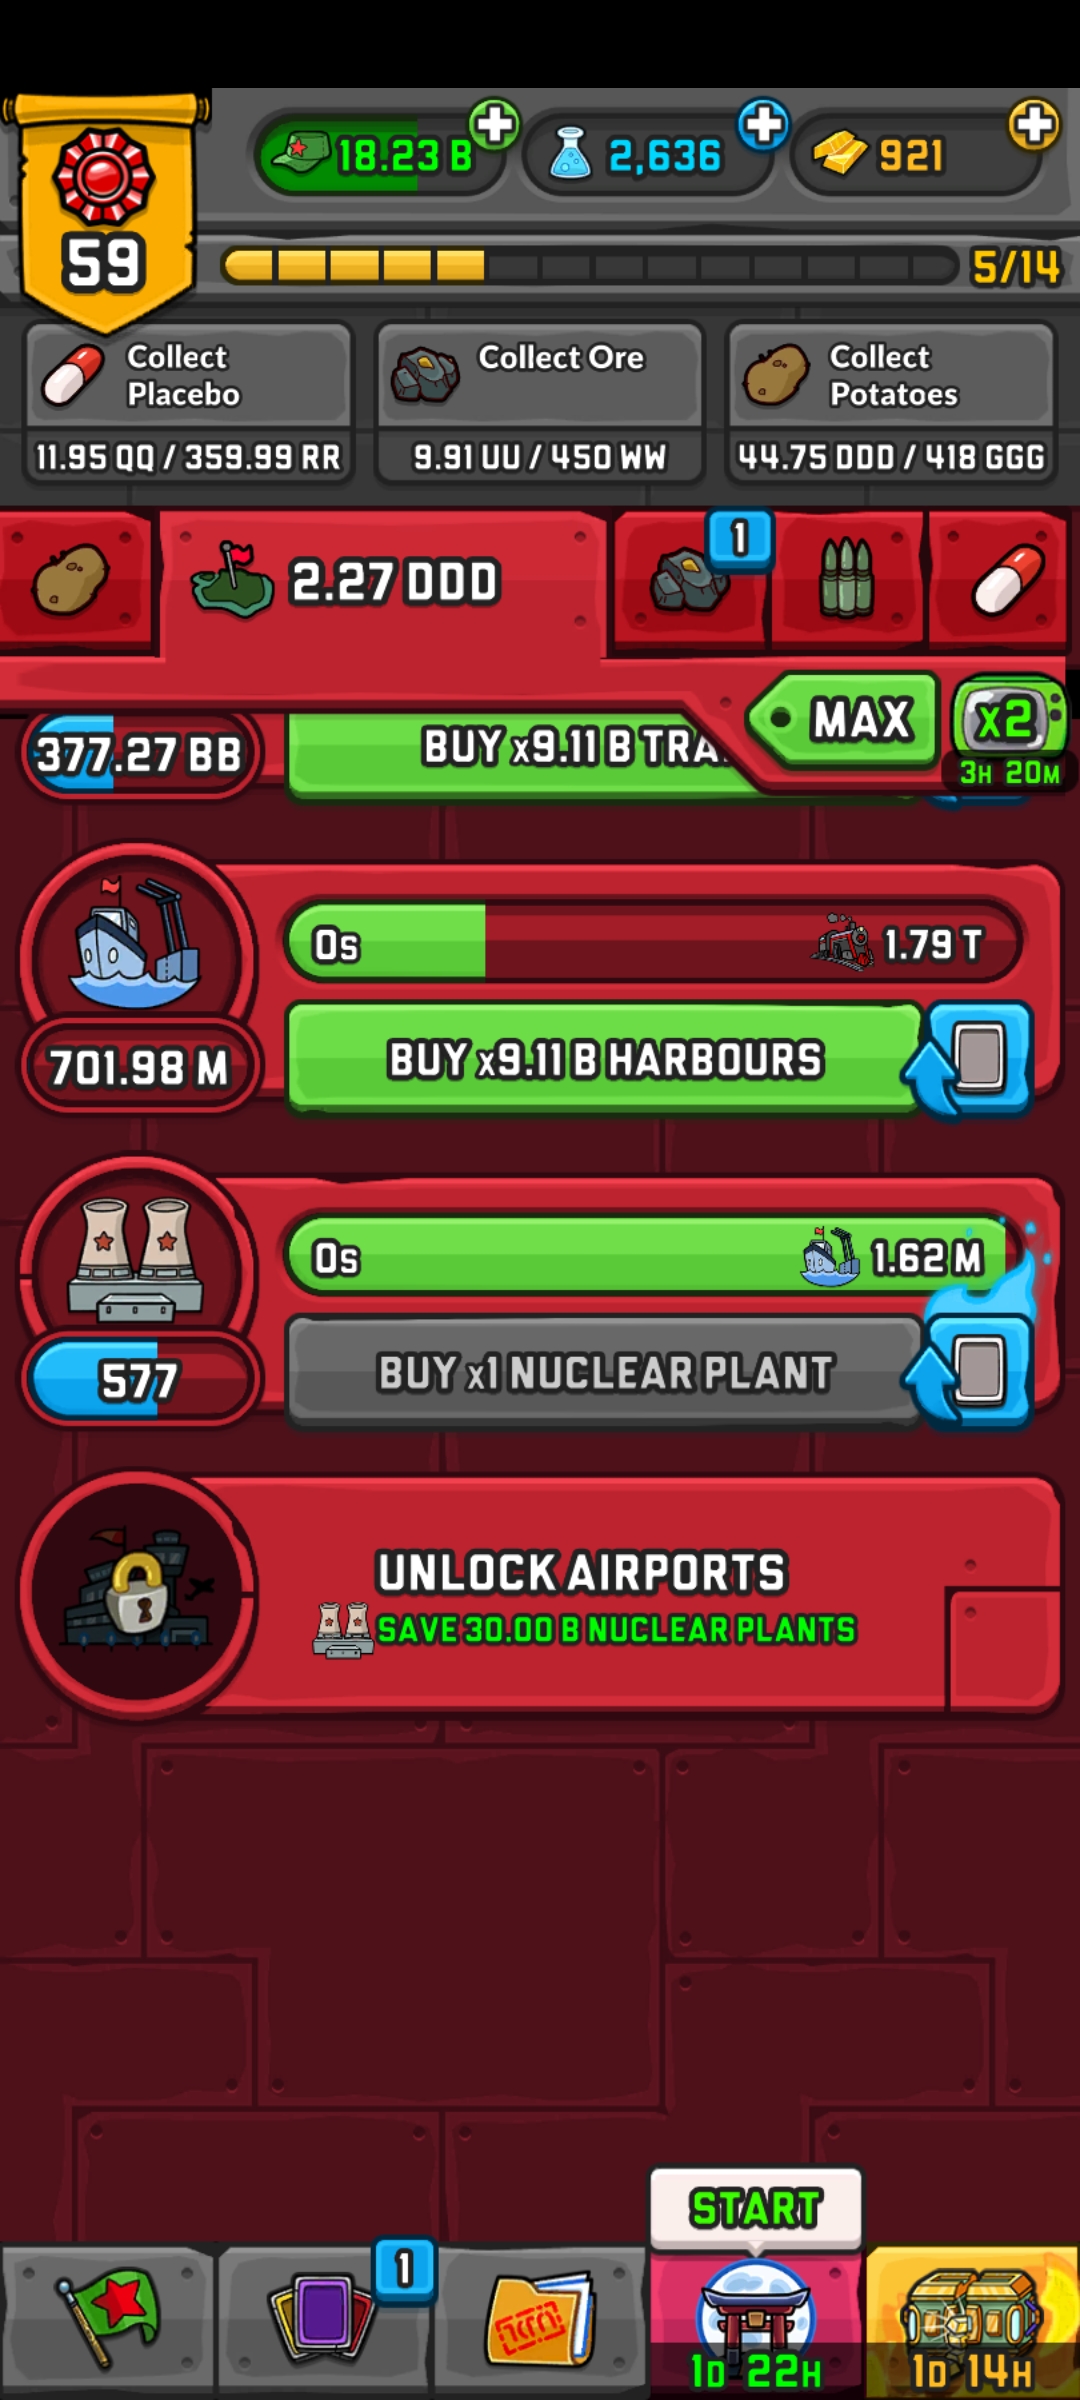 18.23 B
2,636
921
59
5/14
Collect
Placebo
11.95 QQ / 359.99 RR
Collect Ore
9.91 UU / 450 WW
Collect
Potatoes
44.75 DDD / 418 GGG
2.27 DDD
1
MAX
x2
3H 20M
377.27 BB
BUY x9.11 B TRA
0s
1.79 T
701.98 M
BUY x9.11 B HARBOURS
0s
1.62 M
577
BUY x1 NUCLEAR PLANT
UNLOCK AIRPORTS
SAVE 30.00 B NUCLEAR PLANTS
START
1
1D 22H
1D 14H